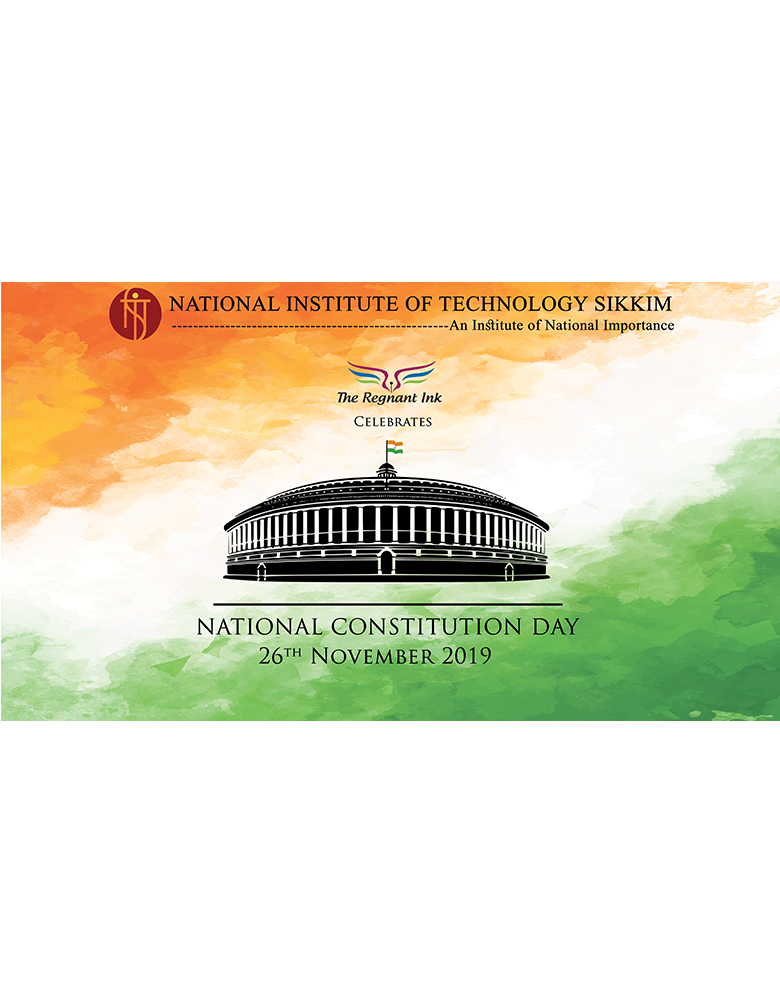 NATIONAL INSTITUTE OF TECHNOLOGY SIKKIM
-----------------------------------------------------An Institute of National Importance
The Regnant Ink
CELEBRATES
NATIONAL CONSTITUTION DAY
26TH NOVEMBER 2019